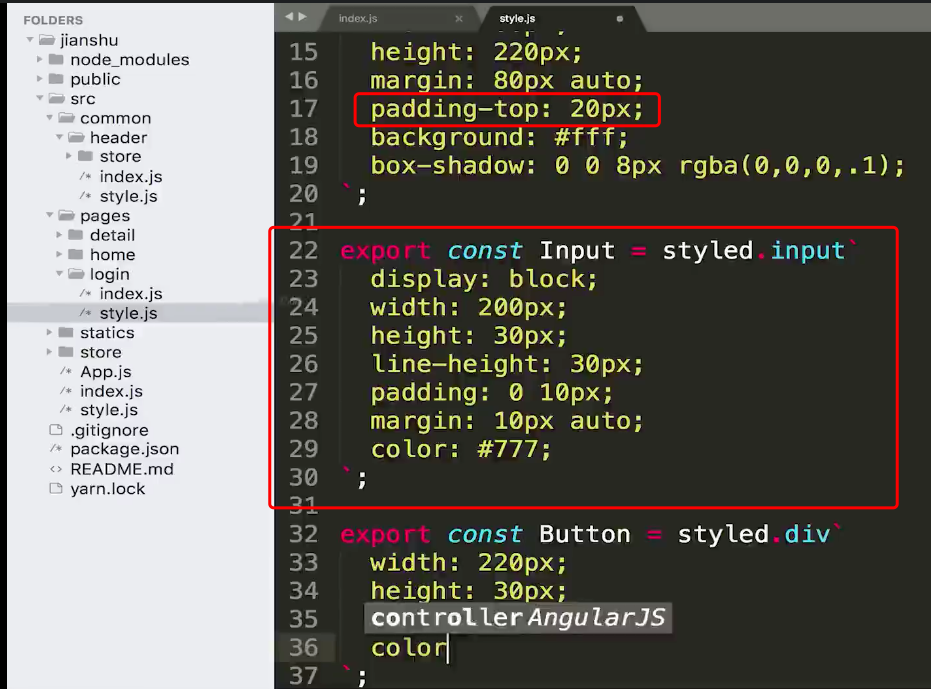 FOLDERS
jianshu
node_modules
public
src
common
header
store
/* index.js
/* style.js
pages
detail
home
login
/* index.js
/* style.js
statics
store
/* App.js
/* index.js
/* style.js
.gitignore
/* package.json
<> README.md
yarn.lock
index.js ×
style.js
15 height: 220px;
16 margin: 80px auto;
17 padding-top: 20px;
18 background: #fff;
19 box-shadow: 0 0 8px rgba(0,0,0,.1);
20 `;
21
22 export const Input = styled.input`
23 display: block;
24 width: 200px;
25 height: 30px;
26 line-height: 30px;
27 padding: 0 10px;
28 margin: 10px auto;
29 color: #777;
30 `;
31
32 export const Button = styled.div`
33 width: 220px;
34 height: 30px;
35 controller AngularJS
36 color
37 `;